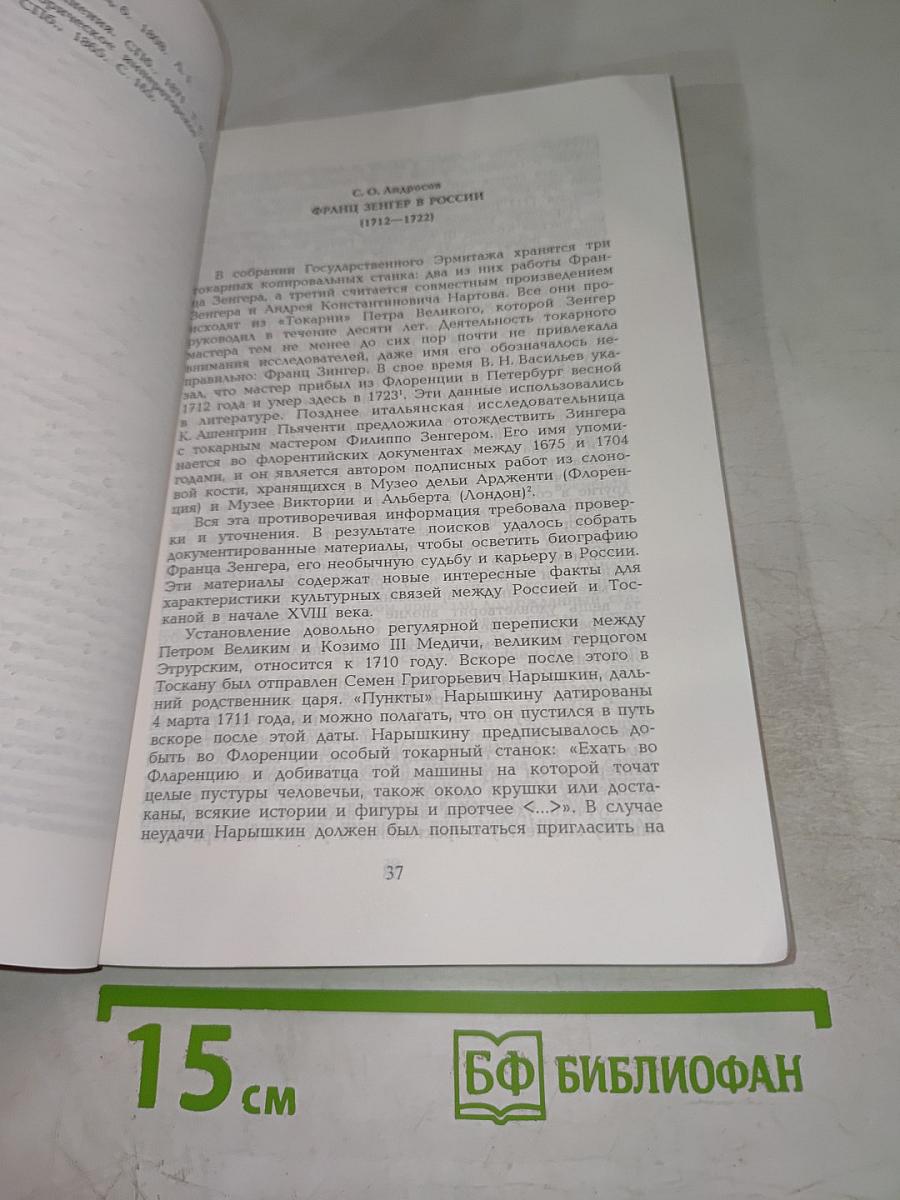 1868. А. I.
СПб., 1871. Т. I.
СПб., 1865. С. 162.
С. О. Андросов
ФРАНЦ ЗЕНГЕР В РОССИИ
(1712—1722)
В собрании Государственного Эрмитажа хранятся три
токарных копировальных станка: два из них работы Фран-
ца Зенгера, а третий считается совместным произведением
Зенгера и Андрея Константиновича Нартова. Все они про-
исходят из «Токарни» Петра Великого, которой Зенгер
руководил в течение десяти лет. Деятельность токарного
мастера тем не менее до сих пор почти не привлекала
внимания исследователей, даже имя его обозначалось не-
правильно: Франц Зингер. В свое время В. Н. Васильев ука-
зал, что мастер прибыл из Флоренции в Петербург весной
1712 года и умер здесь в 1723¹. Эти данные использовались
в литературе. Позднее итальянская исследовательница
К. Ашенгрин Пьяченти предложила отождествить Зингера
с токарным мастером Филиппо Зенгером. Его имя упоми-
нается во флорентийских документах между 1675 и 1704
годами, и он является автором подписных работ из слоно-
вой кости, хранящихся в Музео дельи Ардженти (Флорен-
ция) и Музее Виктории и Альберта (Лондон)².
Вся эта противоречивая информация требовала провер-
ки и уточнения. В результате поисков удалось собрать
документированные материалы, чтобы осветить биографию
Франца Зенгера, его необычную судьбу и карьеру в России.
Эти материалы содержат новые интересные факты для
характеристики культурных связей между Россией и Тос-
каной в начале XVIII века.
Установление довольно регулярной переписки между
Петром Великим и Козимо III Медичи, великим герцогом
Этрурским, относится к 1710 году. Вскоре после этого в
Тоскану был отправлен Семен Григорьевич Нарышкин, даль-
ний родственник царя. «Пункты» Нарышкину датированы
4 марта 1711 года, и можно полагать, что он пустился в путь
вскоре после этой даты. Нарышкину предписывалось до-
быть во Флоренции особый токарный станок: «Ехать во
Фларенцию и добиватца той машины на которой точат
целые пустуры человечьи, також около крушки или доста-
каны, всякие истории и фигуры и протчее <...>». В случае
неудачи Нарышкин должен был попытаться пригласить на
37
15 см
БФ БИБЛИОФАН